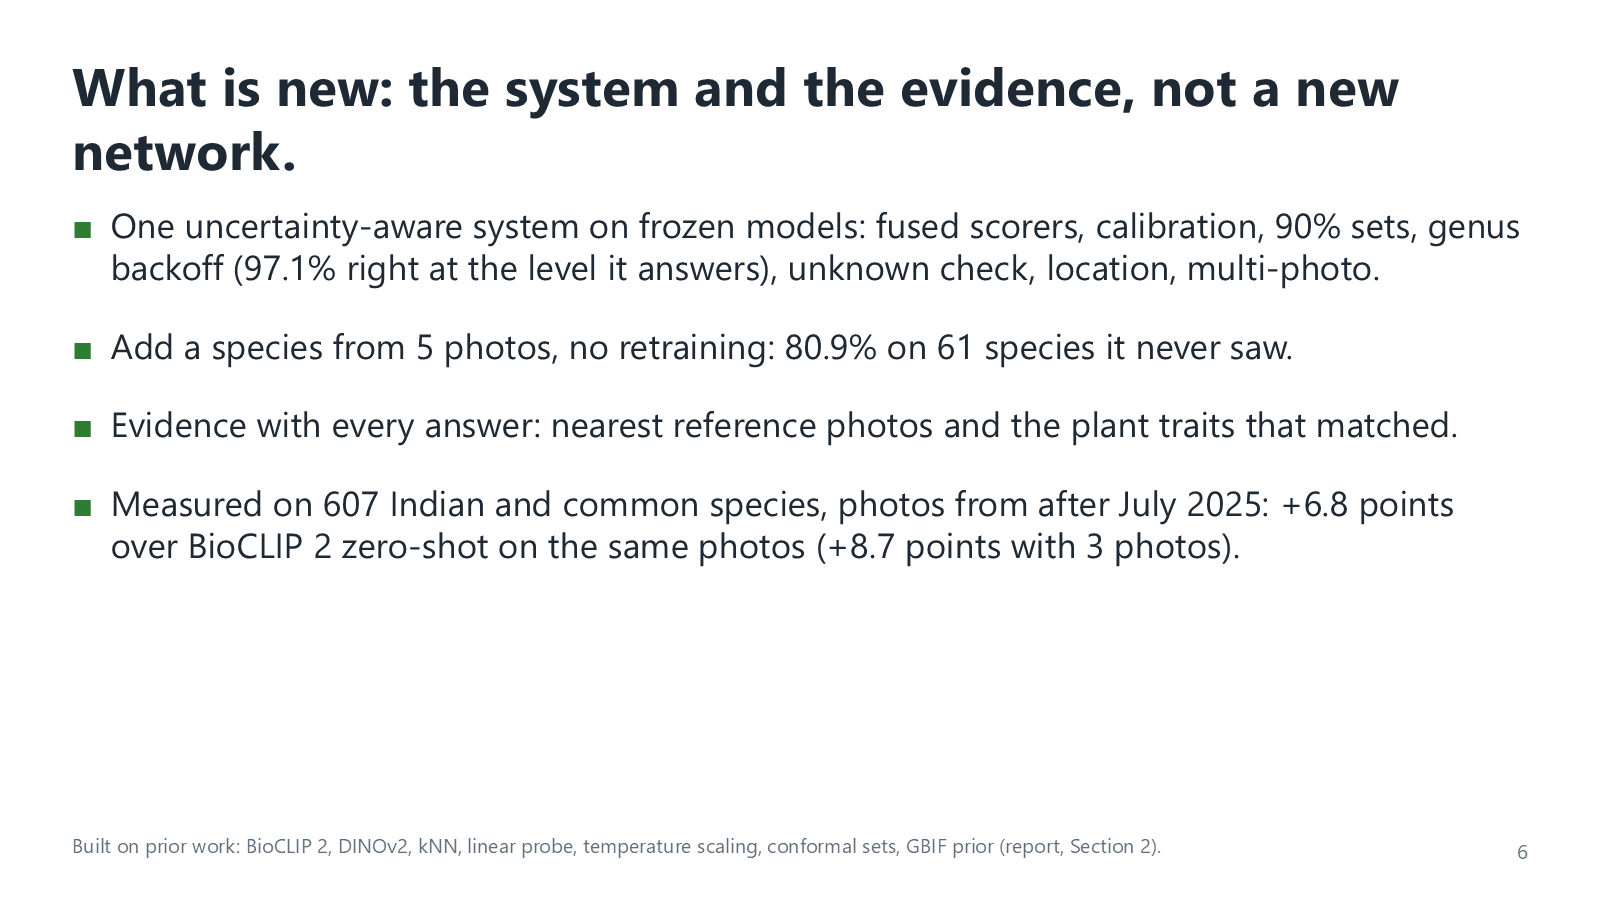 What is new: the system and the evidence, not a new
network.
■ One uncertainty-aware system on frozen models: fused scorers, calibration, 90% sets, genus
backoff (97.1% right at the level it answers), unknown check, location, multi-photo.
■ Add a species from 5 photos, no retraining: 80.9% on 61 species it never saw.
■ Evidence with every answer: nearest reference photos and the plant traits that matched.
■ Measured on 607 Indian and common species, photos from after July 2025: +6.8 points
over BioCLIP 2 zero-shot on the same photos (+8.7 points with 3 photos).
Built on prior work: BioCLIP 2, DINOv2, kNN, linear probe, temperature scaling, conformal sets, GBIF prior (report, Section 2).
6